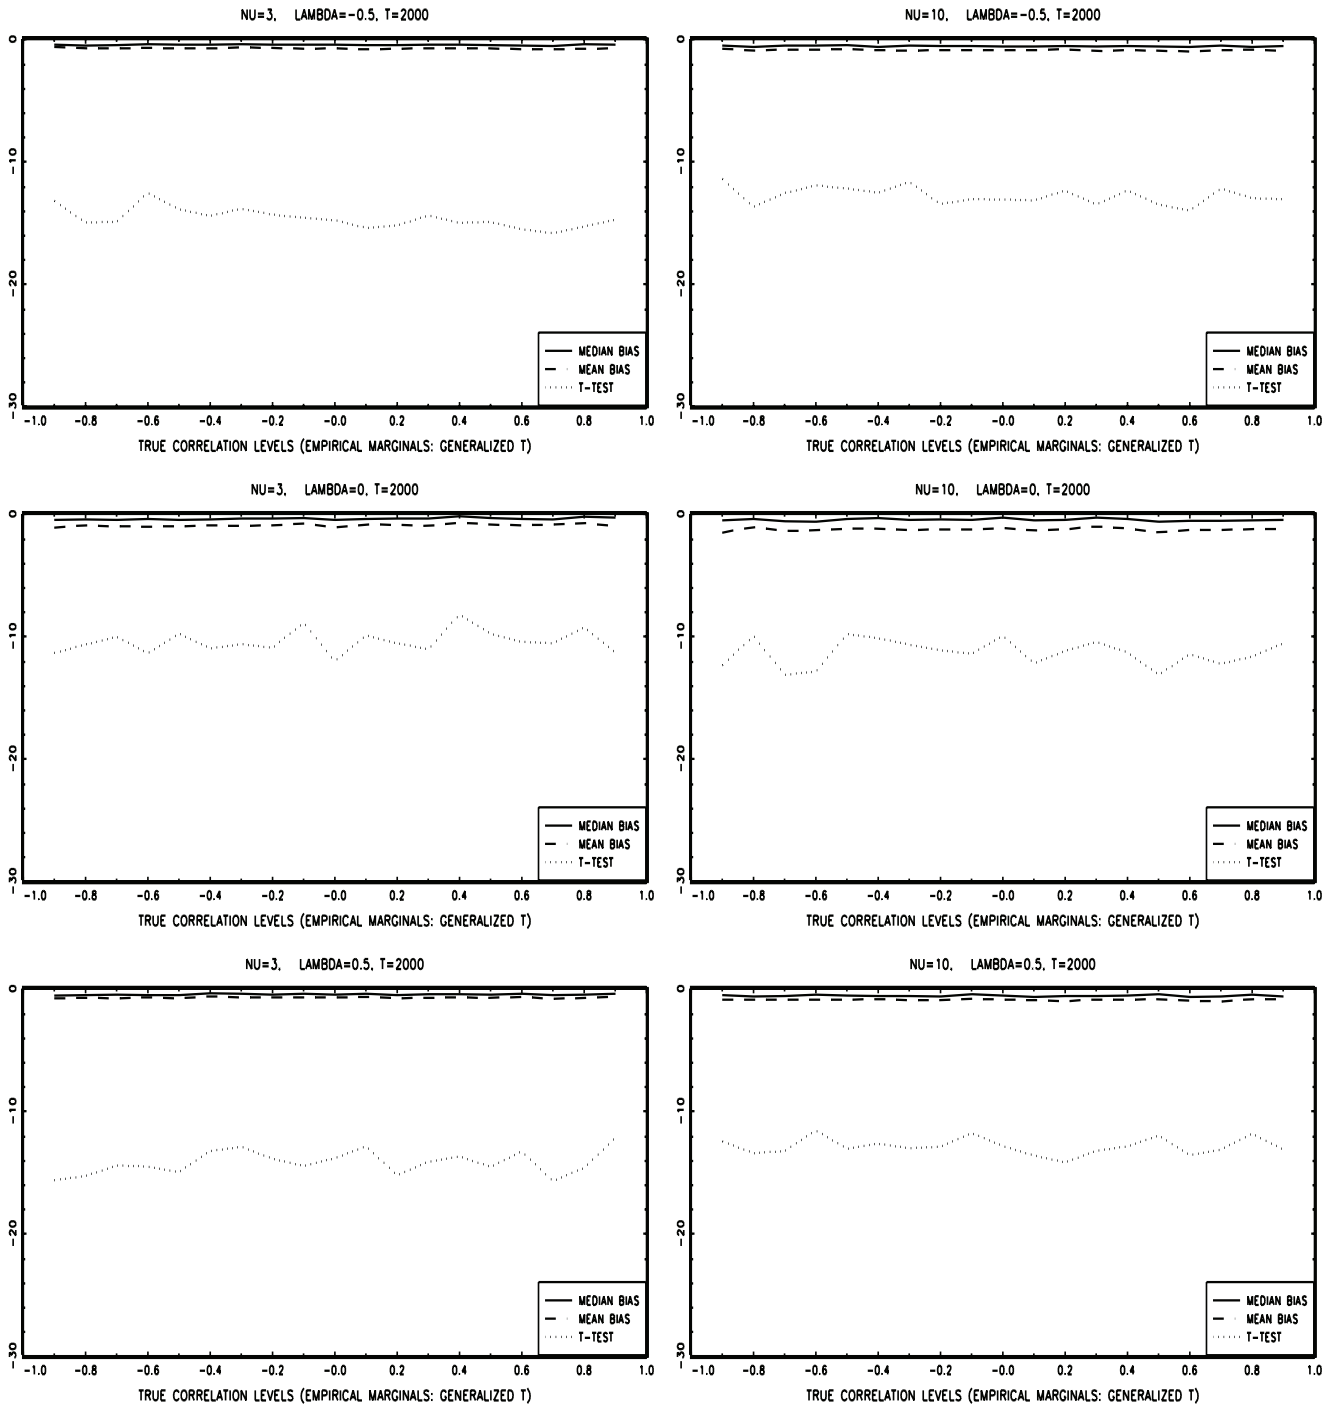 NU=3, LAMBDA=-0.5, T=2000
0
-10
-20
-30
MEDIAN BIAS
MEAN BIAS
T-TEST
-1.0 -0.8 -0.6 -0.4 -0.2 -0.0 0.2 0.4 0.6 0.8 1.0
TRUE CORRELATION LEVELS (EMPIRICAL MARGINALS: GENERALIZED T)
NU=10, LAMBDA=-0.5, T=2000
0
-10
-20
-30
MEDIAN BIAS
MEAN BIAS
T-TEST
-1.0 -0.8 -0.6 -0.4 -0.2 -0.0 0.2 0.4 0.6 0.8 1.0
TRUE CORRELATION LEVELS (EMPIRICAL MARGINALS: GENERALIZED T)
NU=3, LAMBDA=0, T=2000
0
-10
-20
-30
MEDIAN BIAS
MEAN BIAS
T-TEST
-1.0 -0.8 -0.6 -0.4 -0.2 -0.0 0.2 0.4 0.6 0.8 1.0
TRUE CORRELATION LEVELS (EMPIRICAL MARGINALS: GENERALIZED T)
NU=10, LAMBDA=0, T=2000
0
-10
-20
-30
MEDIAN BIAS
MEAN BIAS
T-TEST
-1.0 -0.8 -0.6 -0.4 -0.2 -0.0 0.2 0.4 0.6 0.8 1.0
TRUE CORRELATION LEVELS (EMPIRICAL MARGINALS: GENERALIZED T)
NU=3, LAMBDA=0.5, T=2000
0
-10
-20
-30
MEDIAN BIAS
MEAN BIAS
T-TEST
-1.0 -0.8 -0.6 -0.4 -0.2 -0.0 0.2 0.4 0.6 0.8 1.0
TRUE CORRELATION LEVELS (EMPIRICAL MARGINALS: GENERALIZED T)
NU=10, LAMBDA=0.5, T=2000
0
-10
-20
-30
MEDIAN BIAS
MEAN BIAS
T-TEST
-1.0 -0.8 -0.6 -0.4 -0.2 -0.0 0.2 0.4 0.6 0.8 1.0
TRUE CORRELATION LEVELS (EMPIRICAL MARGINALS: GENERALIZED T)